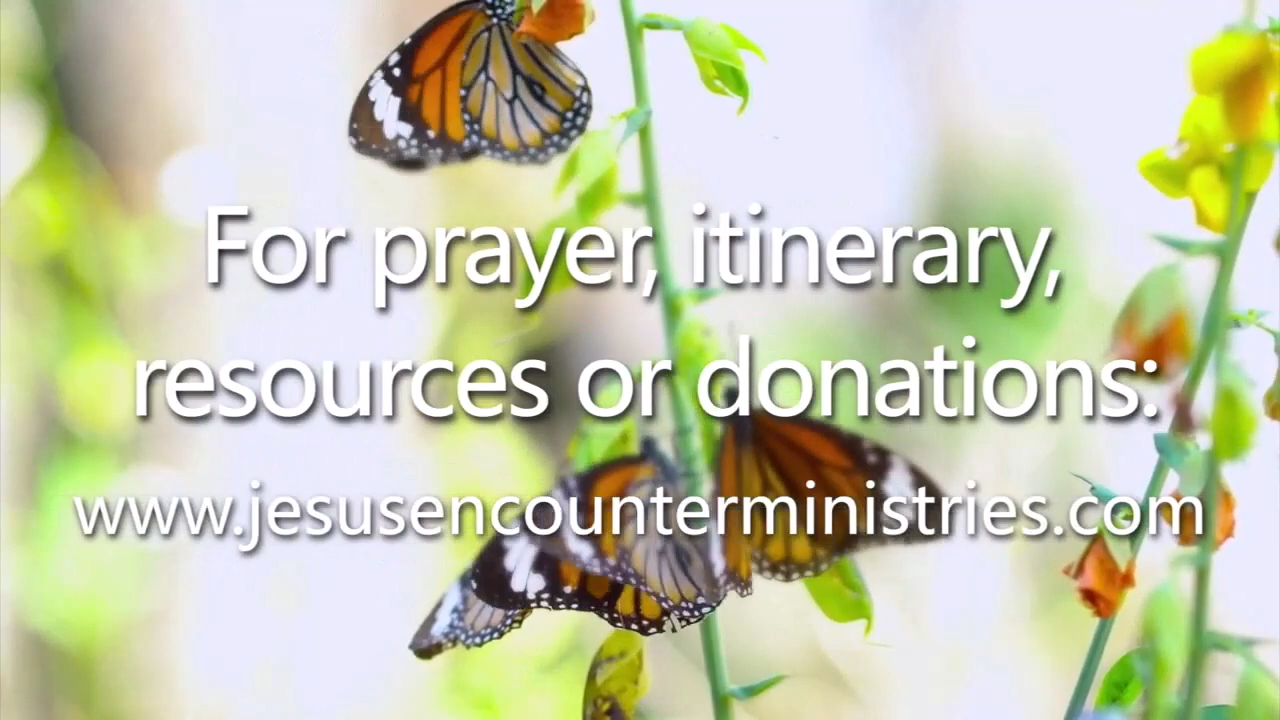 For prayer, itinerary,
resources or donations:
www.jesusencounterministries.com